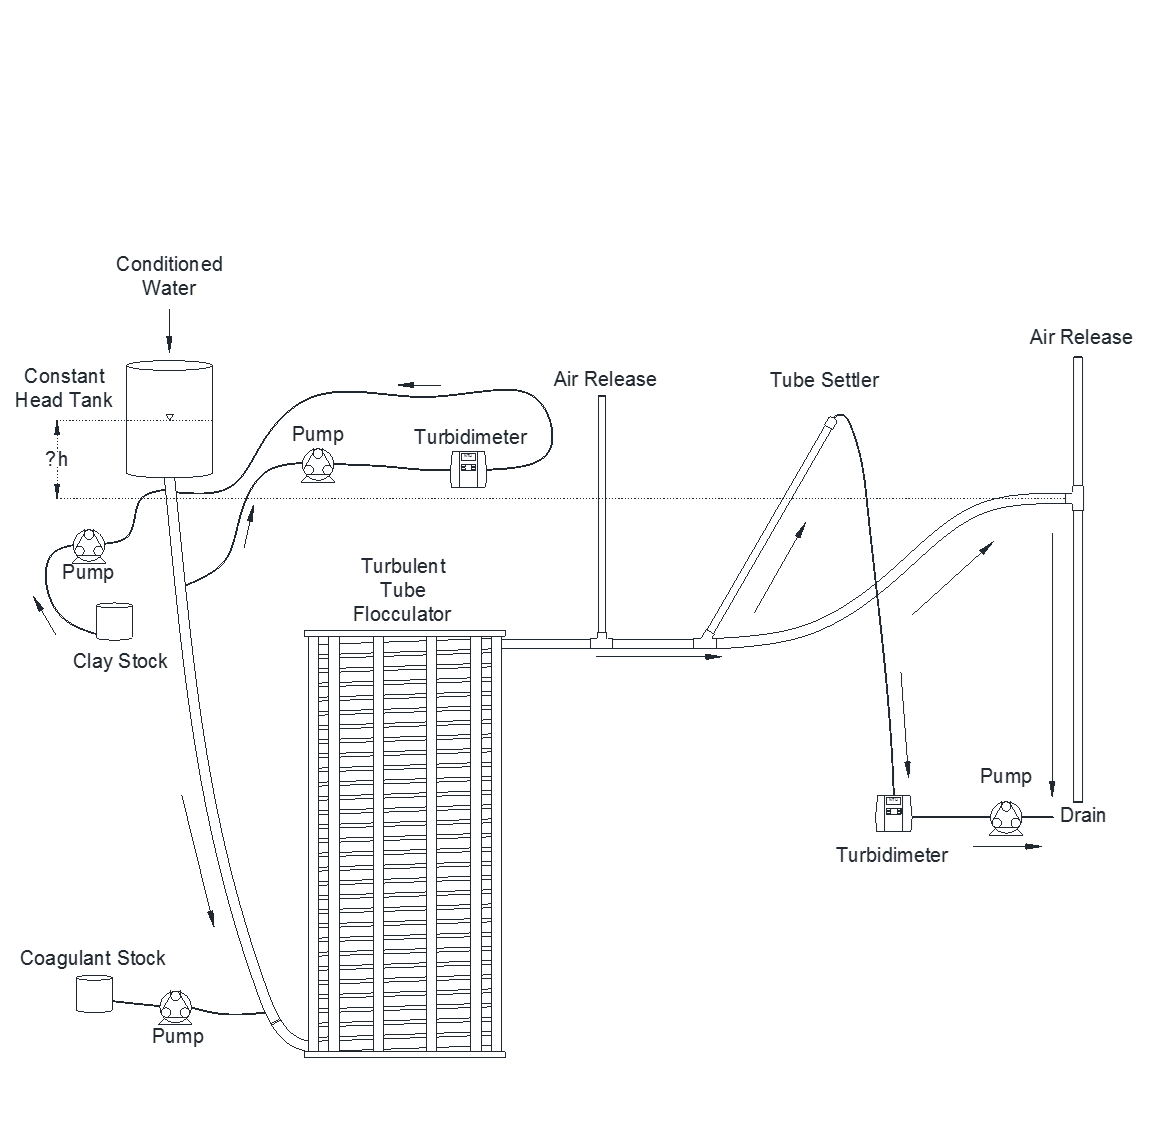 Conditioned
Water
Air Release
Constant
Head Tank
Air Release
Tube Settler
Pump
Turbidimeter
?h
Pump
Turbulent
Tube
Flocculator
Clay Stock
Pump
Drain
Turbidimeter
Coagulant Stock
Pump